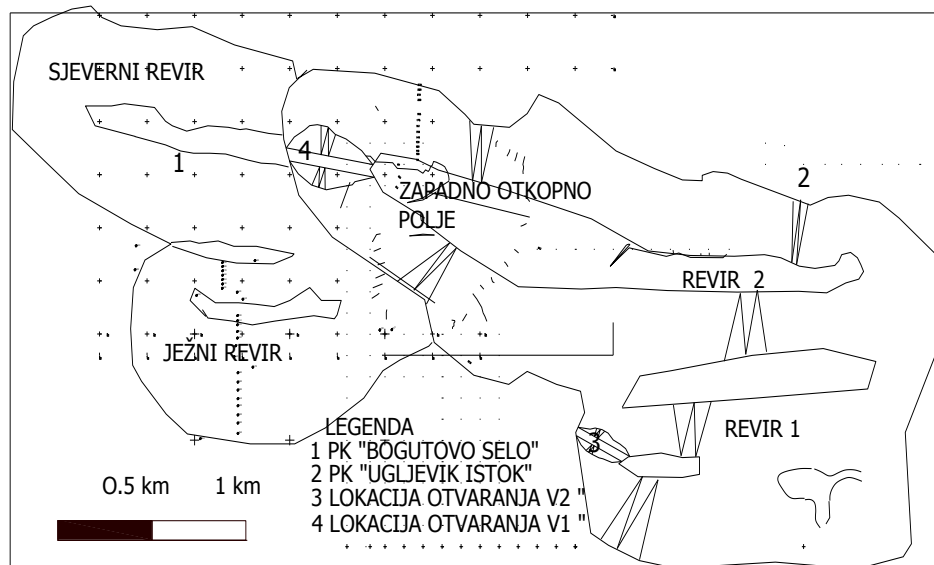 SJEVERNI REVIR
1
4
2
ZAPADNO OTKOPNO
POLJE
REVIR 2
JEŽNI REVIR
REVIR 1
3
LEGENDA
1 PK "BOGUTOVO SELO"
2 PK "UGLJEVIK ISTOK"
3 LOKACIJA OTVARANJA V2 "
4 LOKACIJA OTVARANJA V1 "
0.5 km 1 km